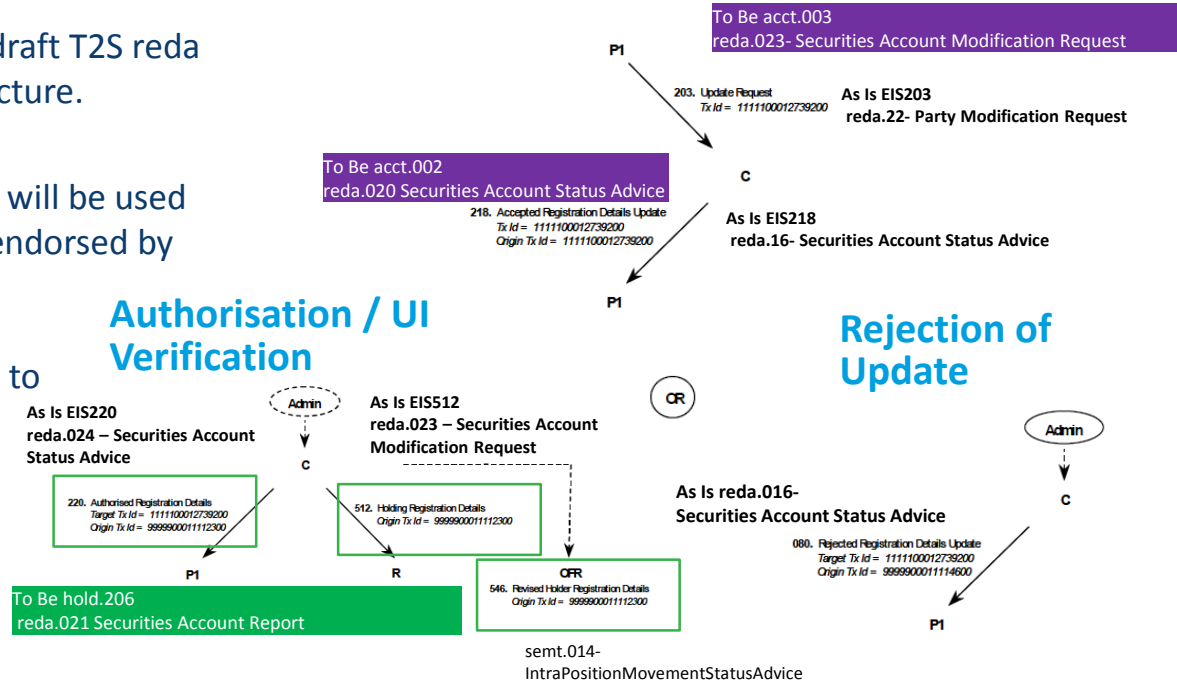 draft T2S reda
cture.
will be used
endorsed by
to
To Be acct.003
reda.023- Securities Account Modification Request
P1
203. Update Request
Tx Id = 1111100012739200
As Is EIS203
reda.22- Party Modification Request
C
To Be acct.002
reda.020 Securities Account Status Advice
218. Accepted Registration Details Update
Tx Id = 1111100012739200
Origin Tx Id = 1111100012739200
As Is EIS218
reda.16- Securities Account Status Advice
P1
Authorisation / UI
Verification
As Is EIS220
reda.024 – Securities Account
Status Advice
Admin
C
As Is EIS512
reda.023 – Securities Account
Modification Request
220. Authorised Registration Details
Target Tx Id = 1111100012739200
Origin Tx Id = 9999900011112300
512. Holding Registration Details
Origin Tx Id = 9999900011112300
P1
R
OFR
546. Revised Holder Registration Details
Origin Tx Id = 9999900011112300
To Be hold.206
reda.021 Securities Account Report
semt.014-
IntraPositionMovementStatusAdvice
OR
Rejection of
Update
Admin
C
As Is reda.016-
Securities Account Status Advice
080. Rejected Registration Details Update
Target Tx Id = 1111100012739200
Origin Tx Id = 9999900011114600
P1